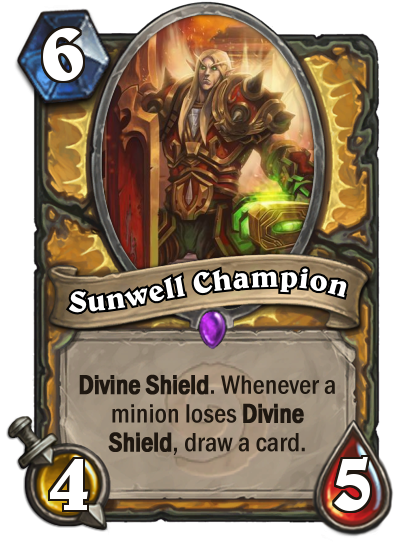 6
Sunwell Champion
Divine Shield. Whenever a
minion loses Divine
Shield, draw a card.
4
5